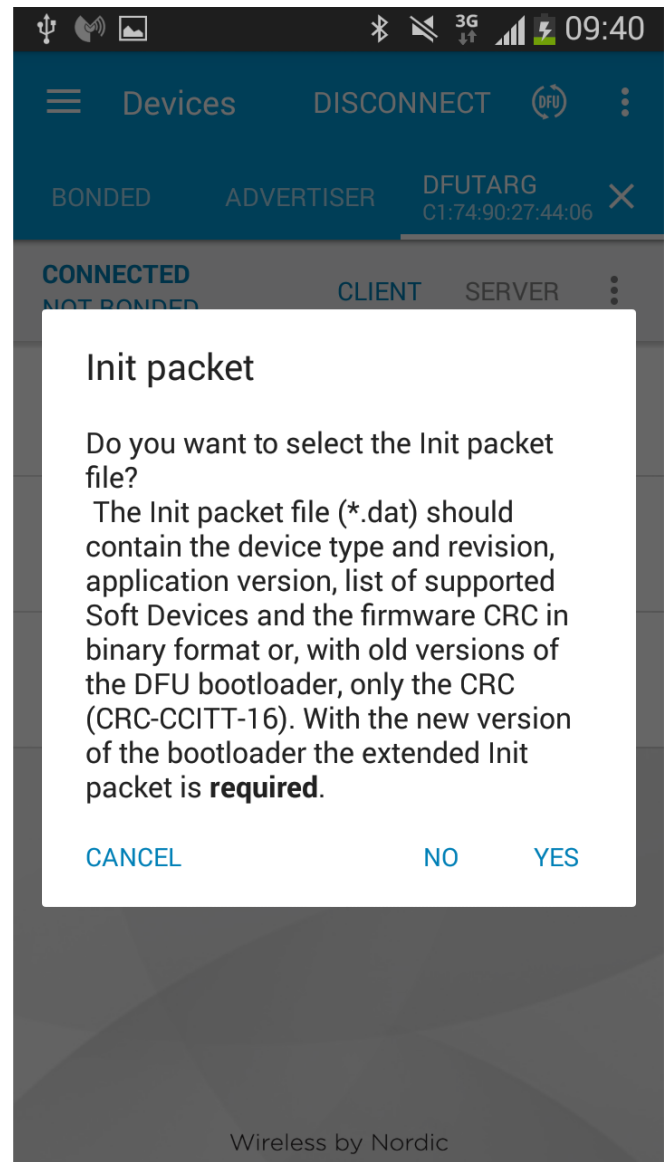 3G 09:40
Devices DISCONNECT DFU
BONDED ADVERTISER DFUTARG
C1:74:90:27:44:06
CONNECTED
NOT BONDED CLIENT SERVER
Init packet
Do you want to select the Init packet
file?
The Init packet file (*.dat) should
contain the device type and revision,
application version, list of supported
Soft Devices and the firmware CRC in
binary format or, with old versions of
the DFU bootloader, only the CRC
(CRC-CCITT-16). With the new version
of the bootloader the extended Init
packet is required.
CANCEL NO YES
Wireless by Nordic